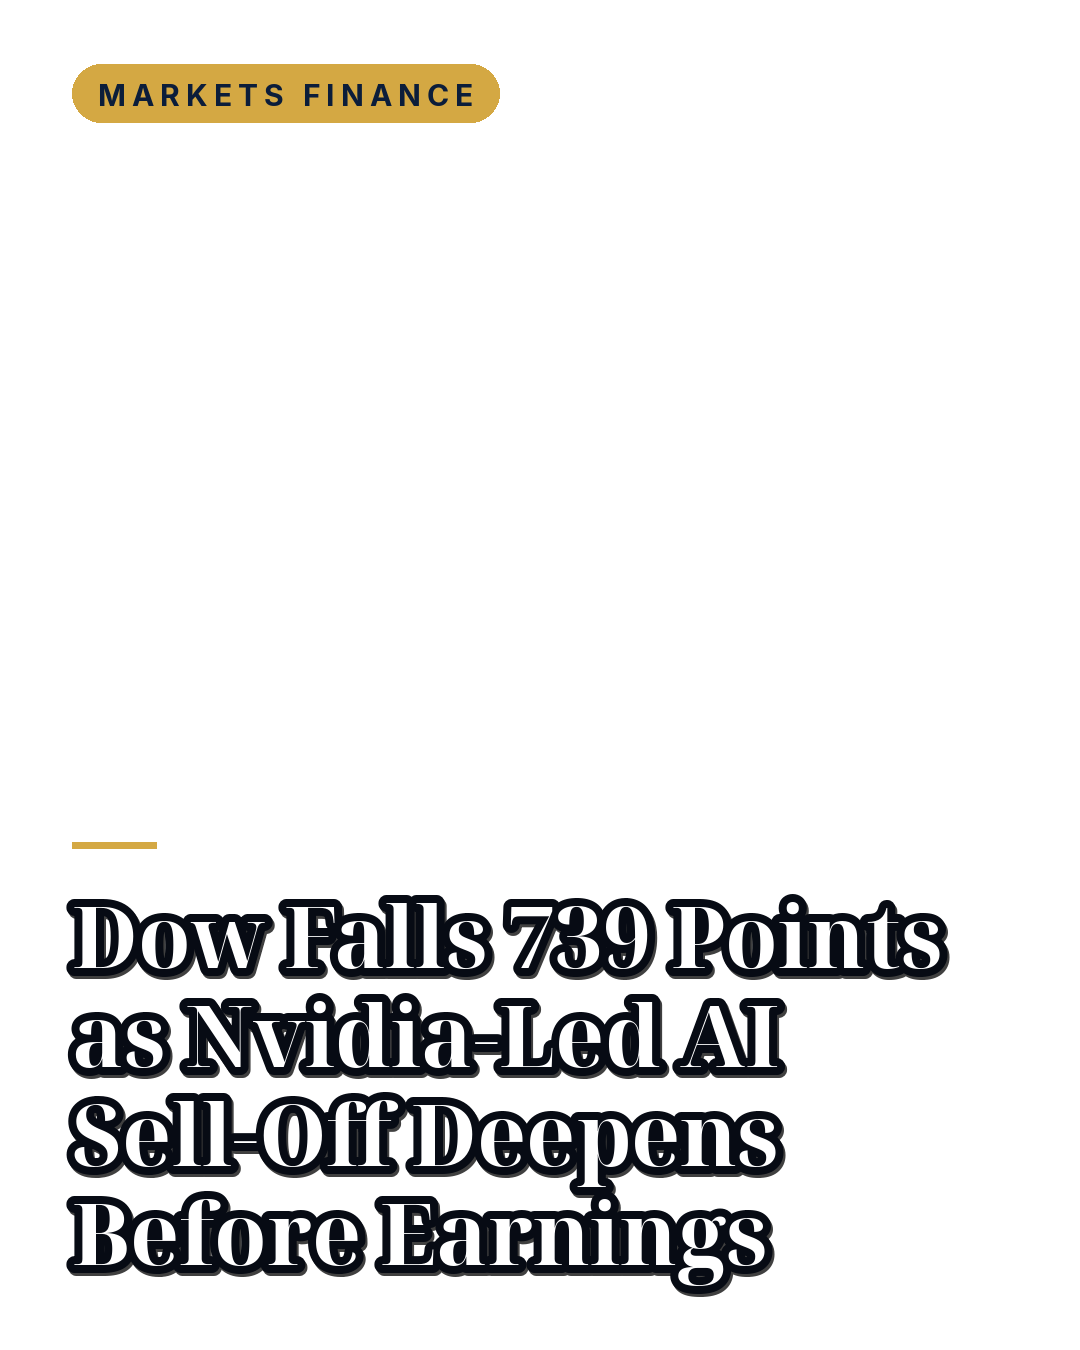 MARKETS FINANCE
Dow Falls 739 Points
as Nvidia-Led AI
Sell-Off Deepens
Before Earnings